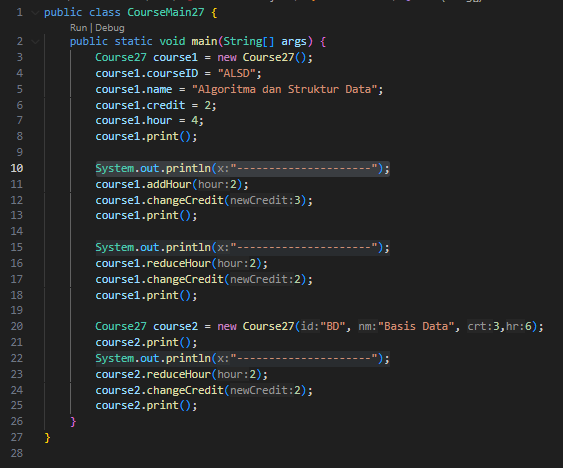 1 public class CourseMain27 {
Run | Debug
2 public static void main(String[] args) {
3 Course27 course1 = new Course27();
4 course1.courseID = "ALSD";
5 course1.name = "Algoritma dan Struktur Data";
6 course1.credit = 2;
7 course1.hour = 4;
8 course1.print();
9
10 System.out.println(x:"---------------------");
11 course1.addHour(hour:2);
12 course1.changeCredit(newCredit:3);
13 course1.print();
14
15 System.out.println(x:"---------------------");
16 course1.reduceHour(hour:2);
17 course1.changeCredit(newCredit:2);
18 course1.print();
19
20 Course27 course2 = new Course27(id:"BD", nm:"Basis Data", crt:3,hr:6);
21 course2.print();
22 System.out.println(x:"---------------------");
23 course2.reduceHour(hour:2);
24 course2.changeCredit(newCredit:2);
25 course2.print();
26 }
27 }
28